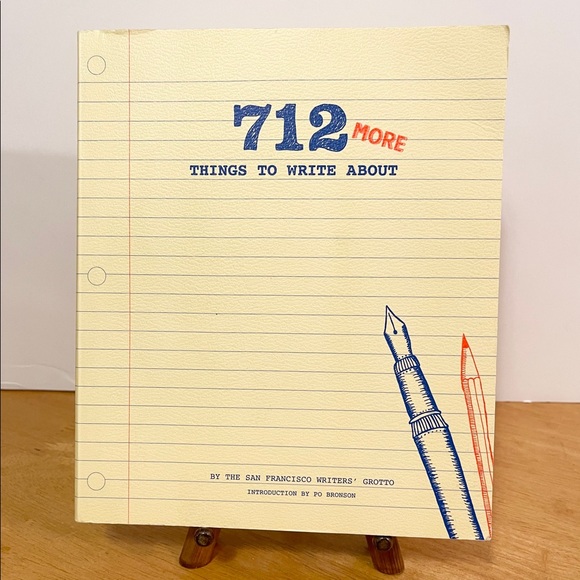 712 MORE
THINGS TO WRITE ABOUT
BY THE SAN FRANCISCO WRITERS' GROTTO
INTRODUCTION BY PO BRONSON